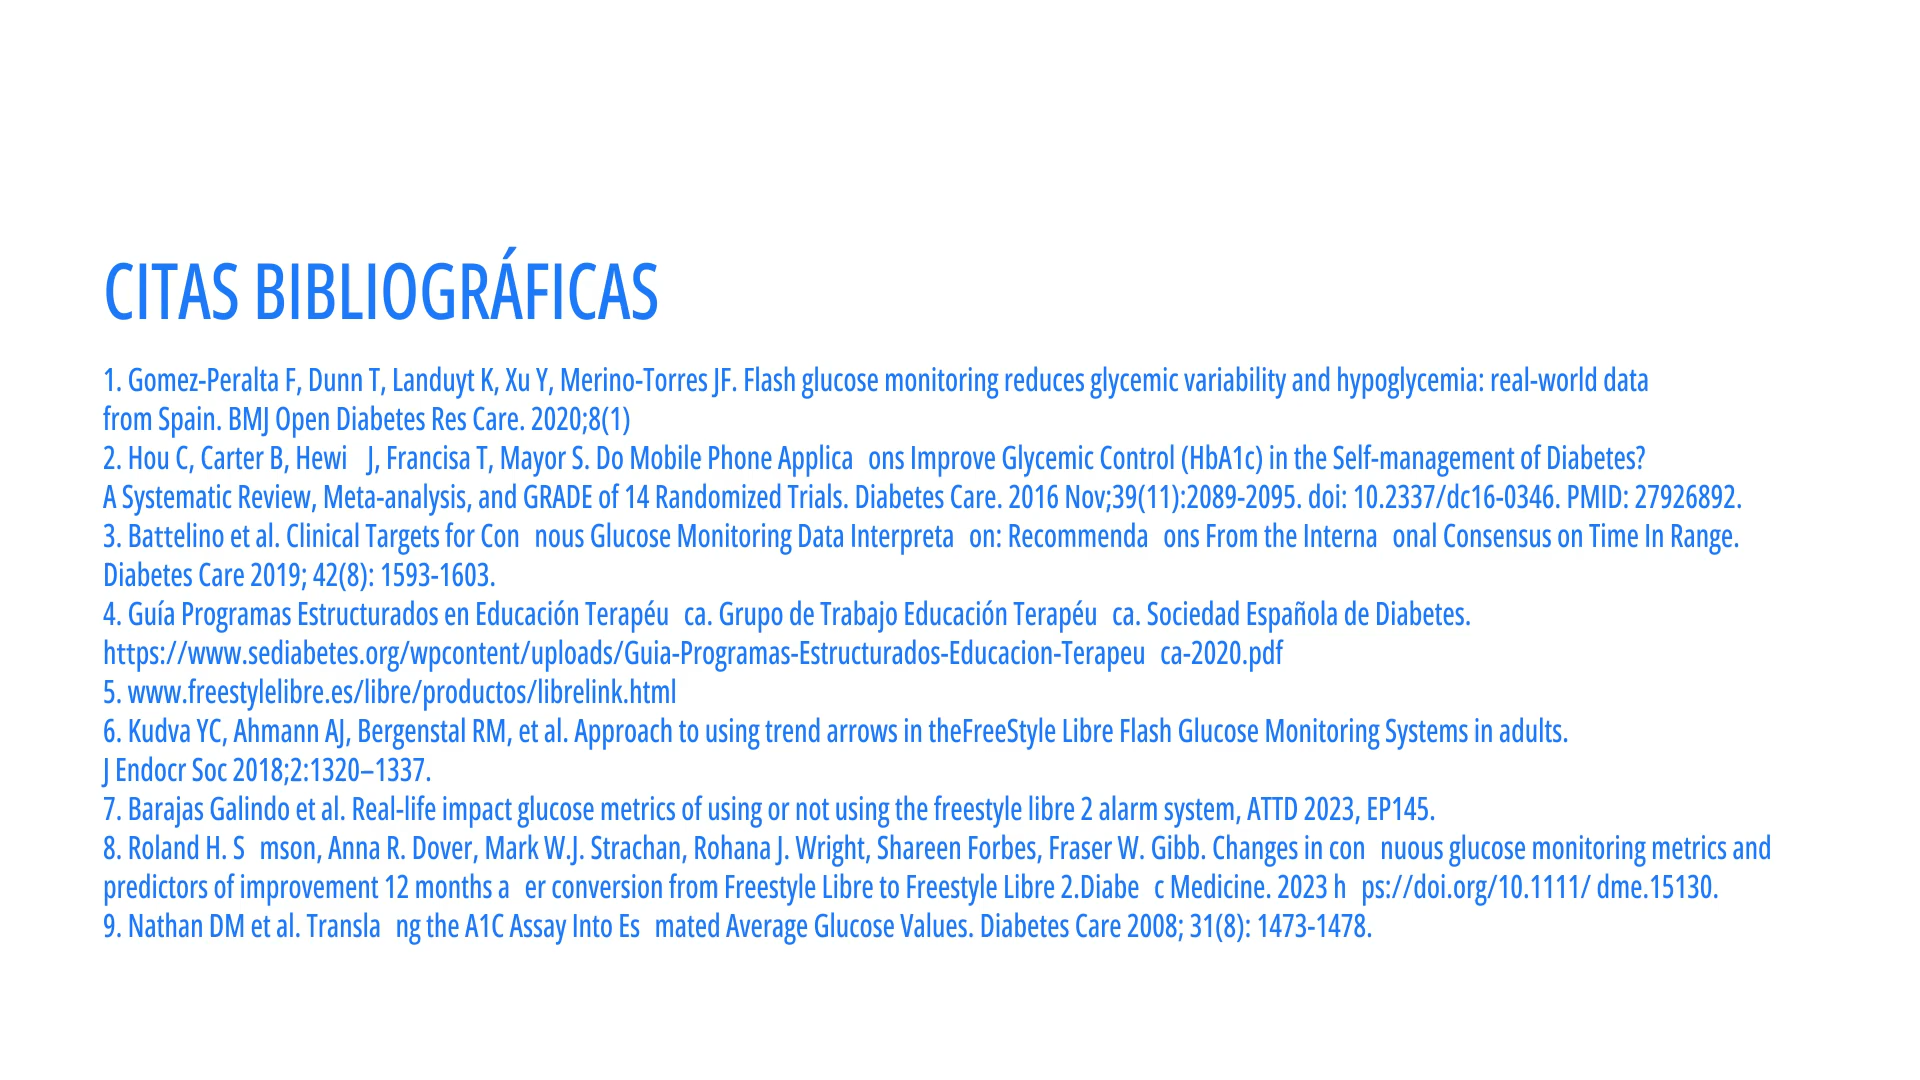 CITAS BIBLIOGRÁFICAS
1. Gomez-Peralta F, Dunn T, Landuyt K, Xu Y, Merino-Torres JF. Flash glucose monitoring reduces glycemic variability and hypoglycemia: real-world data
from Spain. BMJ Open Diabetes Res Care. 2020;8(1)
2. Hou C, Carter B, Hewi J, Francisa T, Mayor S. Do Mobile Phone Applica ons Improve Glycemic Control (HbA1c) in the Self-management of Diabetes?
A Systematic Review, Meta-analysis, and GRADE of 14 Randomized Trials. Diabetes Care. 2016 Nov;39(11):2089-2095. doi: 10.2337/dc16-0346. PMID: 27926892.
3. Battelino et al. Clinical Targets for Con nous Glucose Monitoring Data Interpreta on: Recommenda ons From the Interna onal Consensus on Time In Range.
Diabetes Care 2019; 42(8): 1593-1603.
4. Guía Programas Estructurados en Educación Terapéu ca. Grupo de Trabajo Educación Terapéu ca. Sociedad Española de Diabetes.
https://www.sediabetes.org/wpcontent/uploads/Guia-Programas-Estructurados-Educacion-Terapeu ca-2020.pdf
5. www.freestylelibre.es/libre/productos/librelink.html
6. Kudva YC, Ahmann AJ, Bergenstal RM, et al. Approach to using trend arrows in theFreeStyle Libre Flash Glucose Monitoring Systems in adults.
J Endocr Soc 2018;2:1320–1337.
7. Barajas Galindo et al. Real-life impact glucose metrics of using or not using the freestyle libre 2 alarm system, ATTD 2023, EP145.
8. Roland H. S mson, Anna R. Dover, Mark W.J. Strachan, Rohana J. Wright, Shareen Forbes, Fraser W. Gibb. Changes in con nuous glucose monitoring metrics and
predictors of improvement 12 months a er conversion from Freestyle Libre to Freestyle Libre 2.Diabe c Medicine. 2023 h ps://doi.org/10.1111/ dme.15130.
9. Nathan DM et al. Transla ng the A1C Assay Into Es mated Average Glucose Values. Diabetes Care 2008; 31(8): 1473-1478.